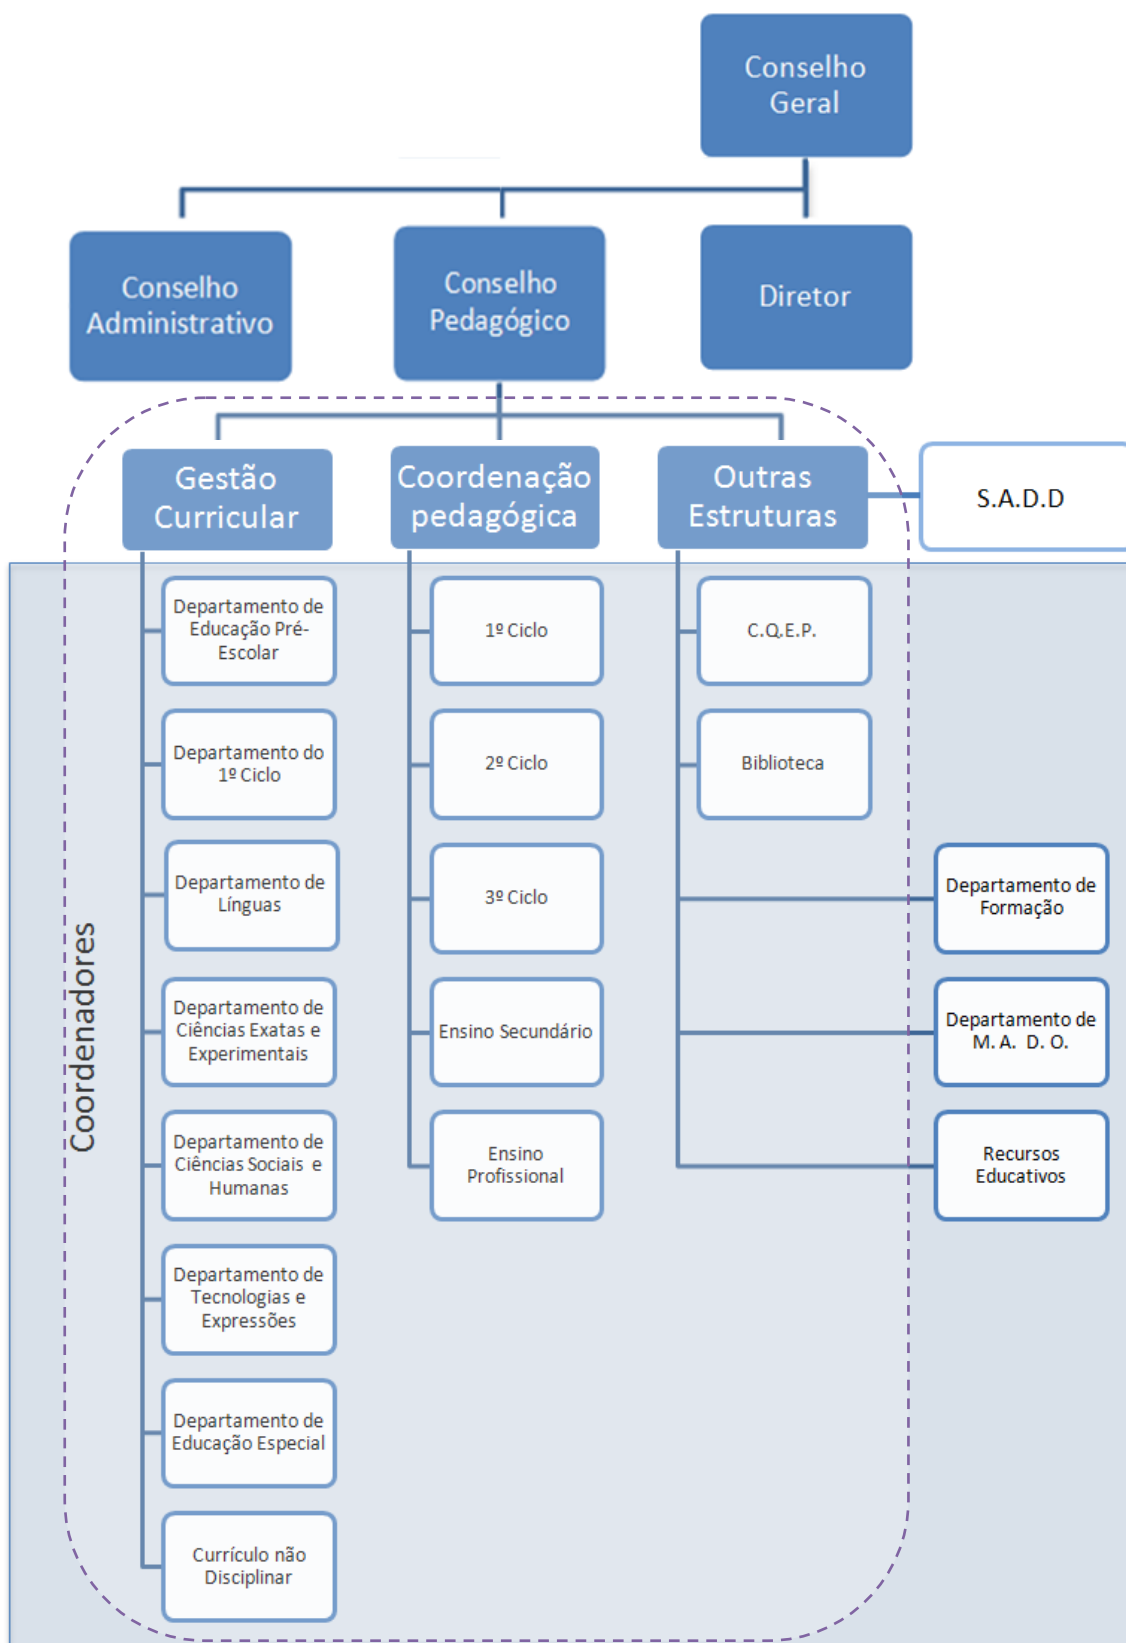 Conselho
Geral
Conselho
Administrativo
Conselho
Pedagógico
Diretor
Gestão
Curricular
Coordenação
pedagógica
Outras
Estruturas
S.A.D.D
Coordenadores
Departamento de
Educação Pré-
Escolar
Departamento do
1º Ciclo
Departamento de
Línguas
Departamento de
Ciências Exatas e
Experimentais
Departamento de
Ciências Sociais e
Humanas
Departamento de
Tecnologias e
Expressões
Departamento de
Educação Especial
Currículo não
Disciplinar
1º Ciclo
2º Ciclo
3º Ciclo
Ensino Secundário
Ensino
Profissional
C.Q.E.P.
Biblioteca
Departamento de
Formação
Departamento de
M. A. D. O.
Recursos
Educativos